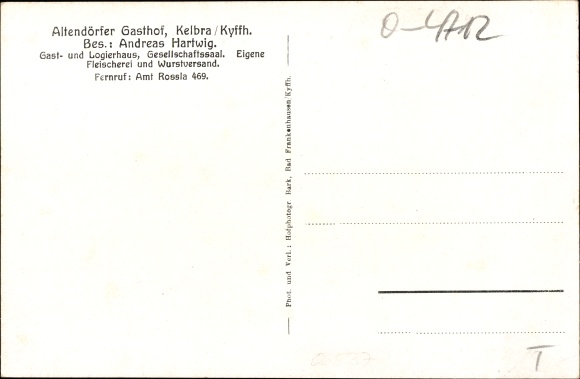 Altendörfer Gasthof, Kelbra/Kyffh.
Bes.: Andreas Hartwig.
Gast- und Logierhaus, Gesellschaftssaal. Eigene
Fleischerei und Wurstversand.
Fernruf: Amt Rossla 469.
Phot. und Verl.: Hofphotogr. Bark, Bad Frankenhausen/Kyffh.
O-4712
T